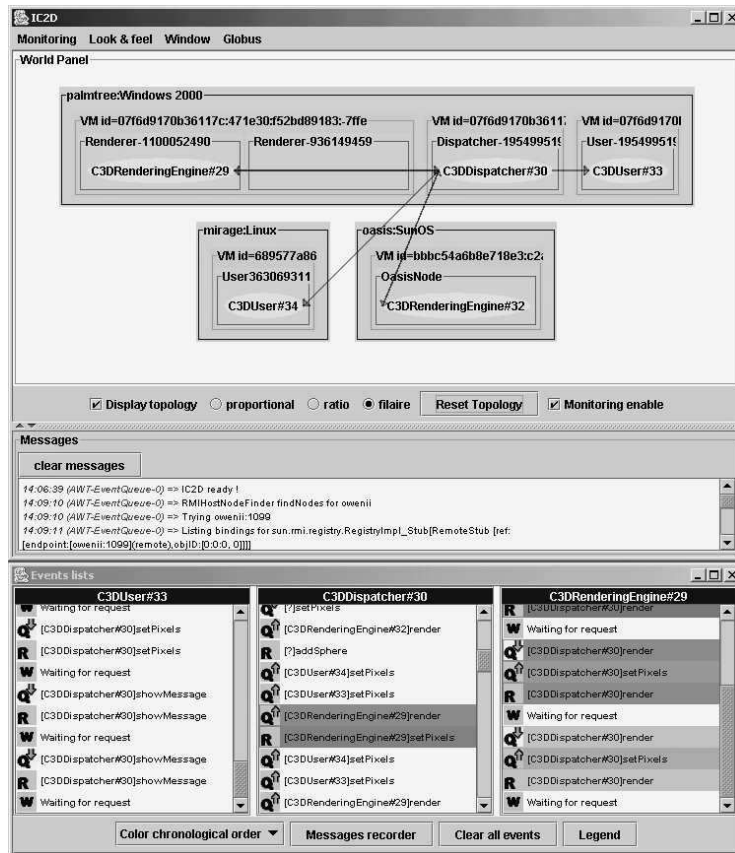 IC2D
Monitoring Look & feel Window Globus
World Panel
palmtree:Windows 2000
VM id=07f6d9170b36117c:471e30:f52bd89183:-7ffe
VM id=07f6d9170b3611
VM id=07f6d9170
Renderer-1100052490
Renderer-936149459
Dispatcher-195499519
User-195499519
C3DRenderingEngine#29
C3DDispatcher#30
C3DUser#33
mirage:Linux
oasis:SunOS
VM id=689577a86
VM id=bbbc54a6b8e718e3:c2
User363069311
OasisNode
C3DUser#34
C3DRenderingEngine#32
Display topology proportional ratio filaire Reset Topology Monitoring enable
Messages
clear messages
14:06:39 (AWT-EventQueue-0) => IC2D ready !
14:09:10 (AWT-EventQueue-0) => RMIHostNodeFinder findNodes for owenii
14:09:10 (AWT-EventQueue-0) => Trying owenii:1099
14:09:11 (AWT-EventQueue-0) => Listing bindings for sun.rmi.registry.RegistryImpl_Stub[RemoteStub [ref:
[endpoint:[owenii:1099](remote),objID:[0:0:0, 0]]]]
Events lists
C3DUser#33
W Waiting for request
Q [C3DDispatcher#30]setPixels
R [C3DDispatcher#30]setPixels
W Waiting for request
Q [C3DDispatcher#30]showMessage
R [C3DDispatcher#30]showMessage
W Waiting for request
Q [C3DDispatcher#30]showMessage
R [C3DDispatcher#30]showMessage
W Waiting for request
C3DDispatcher#30
Q [?]setPixels
Q [C3DRenderingEngine#32]render
R [?]addSphere
Q [C3DUser#34]setPixels
Q [C3DUser#33]setPixels
Q [C3DRenderingEngine#29]render
R [C3DRenderingEngine#29]setPixels
Q [C3DUser#34]setPixels
Q [C3DUser#33]setPixels
Q [C3DRenderingEngine#29]render
C3DRenderingEngine#29
R [C3DDispatcher#30]render
W Waiting for request
Q [C3DDispatcher#30]render
Q [C3DDispatcher#30]setPixels
R [C3DDispatcher#30]render
W Waiting for request
Q [C3DDispatcher#30]render
Q [C3DDispatcher#30]setPixels
R [C3DDispatcher#30]render
W Waiting for request
Color chronological order Messages recorder Clear all events Legend